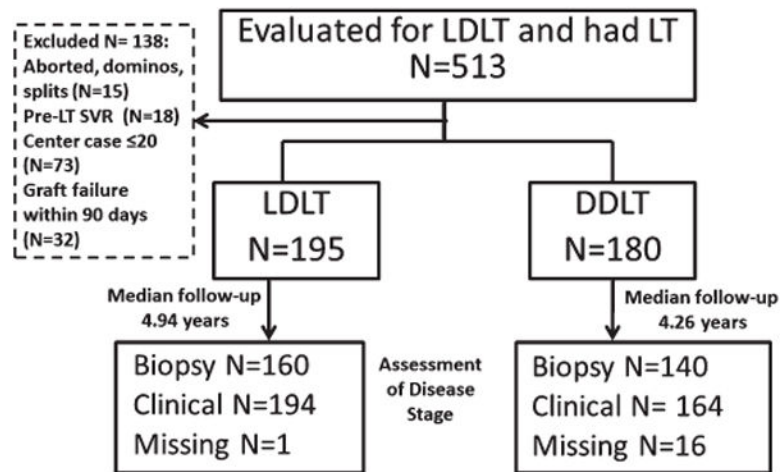 Evaluated for LDLT and had LT
N=513
Excluded N= 138:
Aborted, dominos,
splits (N=15)
Pre-LT SVR (N=18)
Center case ≤20
(N=73)
Graft failure
within 90 days
(N=32)
LDLT
N=195
DDLT
N=180
Median follow-up
4.94 years
Median follow-up
4.26 years
Biopsy N=160
Clinical N=194
Missing N=1
Assessment
of Disease
Stage
Biopsy N=140
Clinical N= 164
Missing N=16